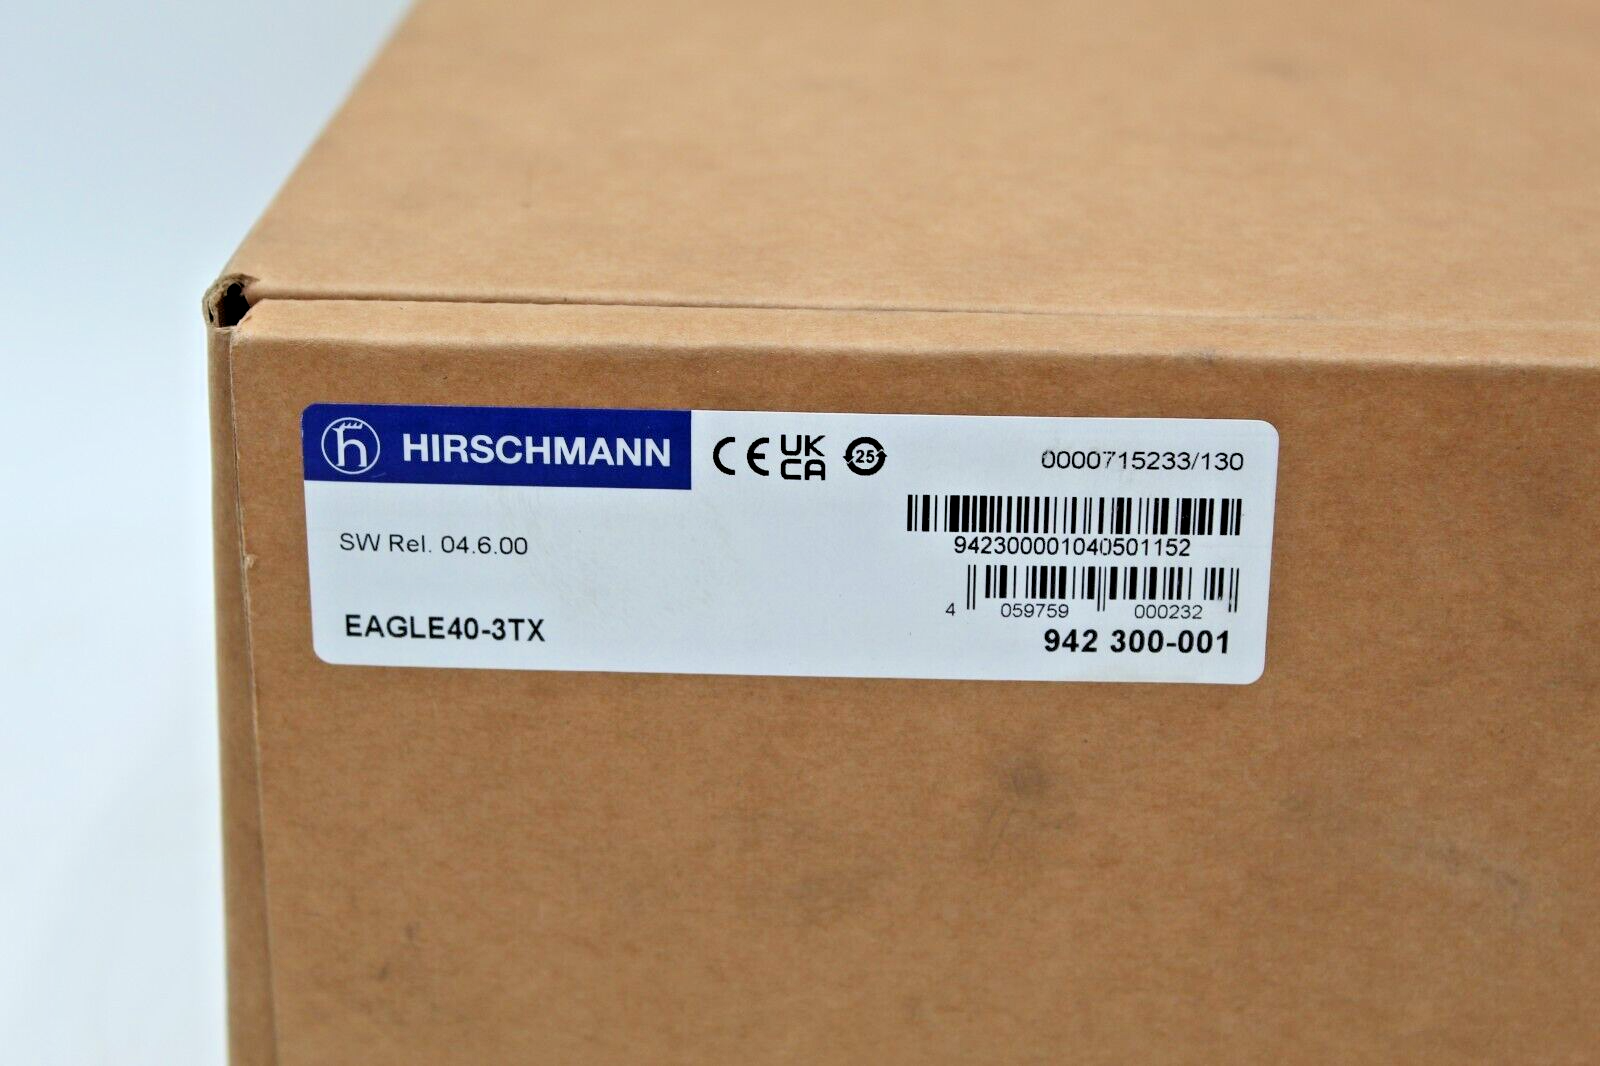 HIRSCHMANN
CE UK CA 25
0000715233/130
942300001040501152
SW Rel. 04.6.00
4 059759 000232
EAGLE40-3TX
942 300-001